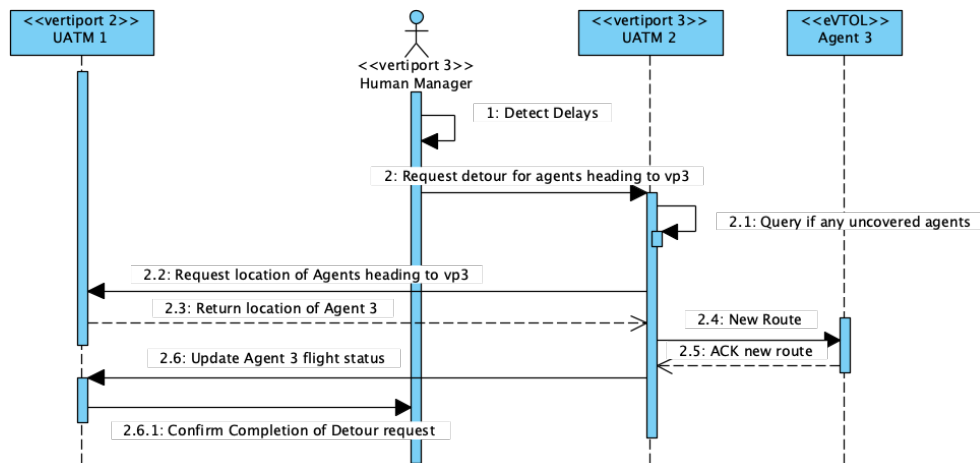 <<vertiport 2>>
UATM 1
<<vertiport 3>>
Human Manager
<<vertiport 3>>
UATM 2
<<eVTOL>>
Agent 3
1: Detect Delays
2: Request detour for agents heading to vp3
2.1: Query if any uncovered agents
2.2: Request location of Agents heading to vp3
2.3: Return location of Agent 3
2.4: New Route
2.5: ACK new route
2.6: Update Agent 3 flight status
2.6.1: Confirm Completion of Detour request